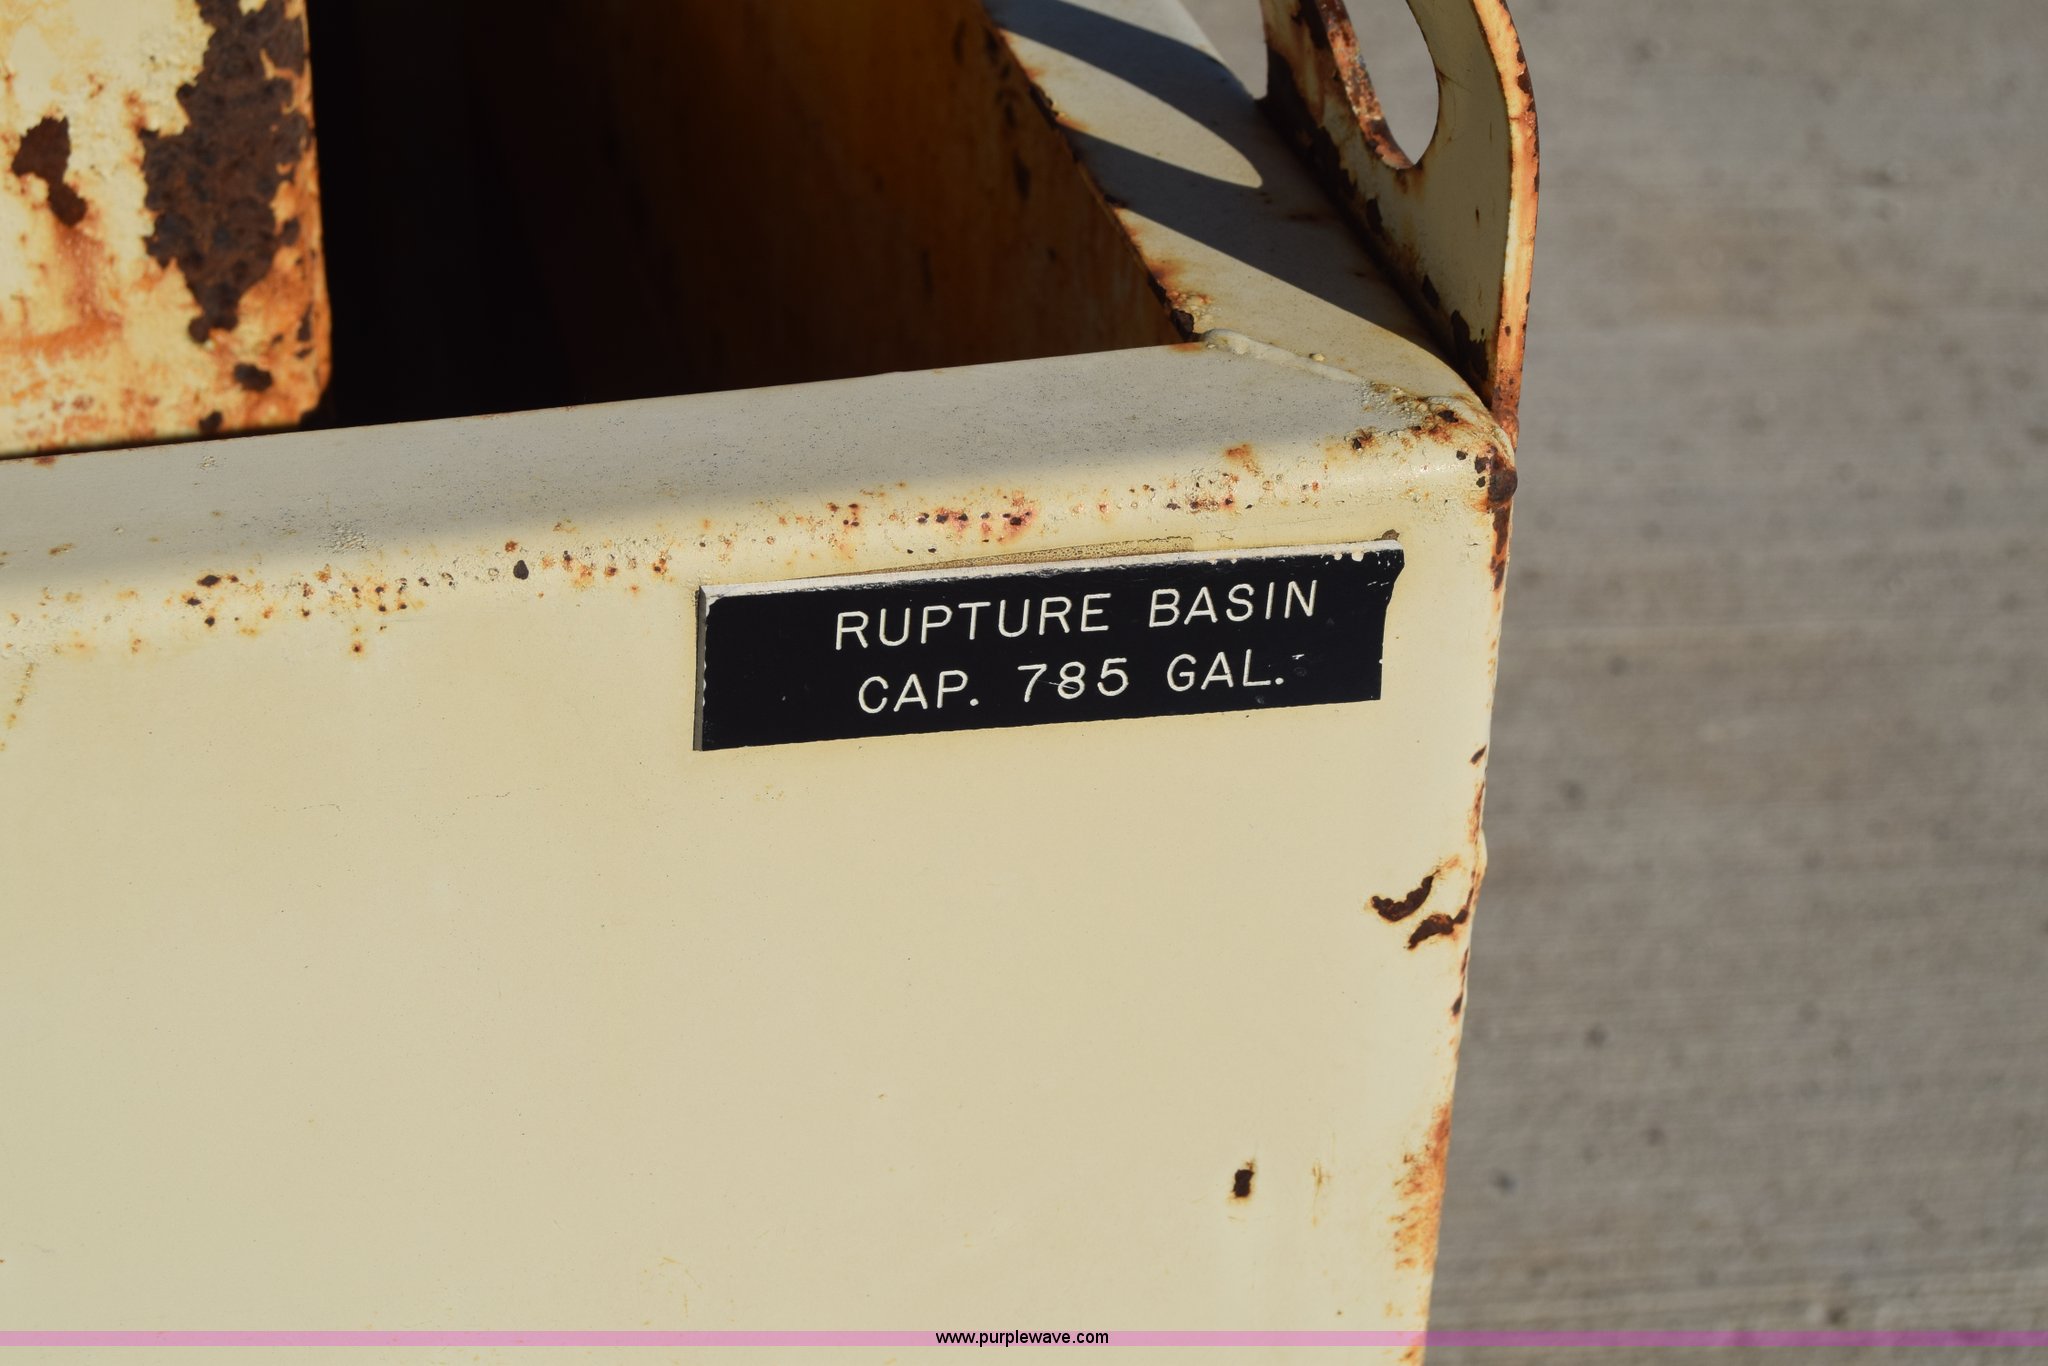 RUPTURE BASIN
CAP. 785 GAL.
www.purplewave.com